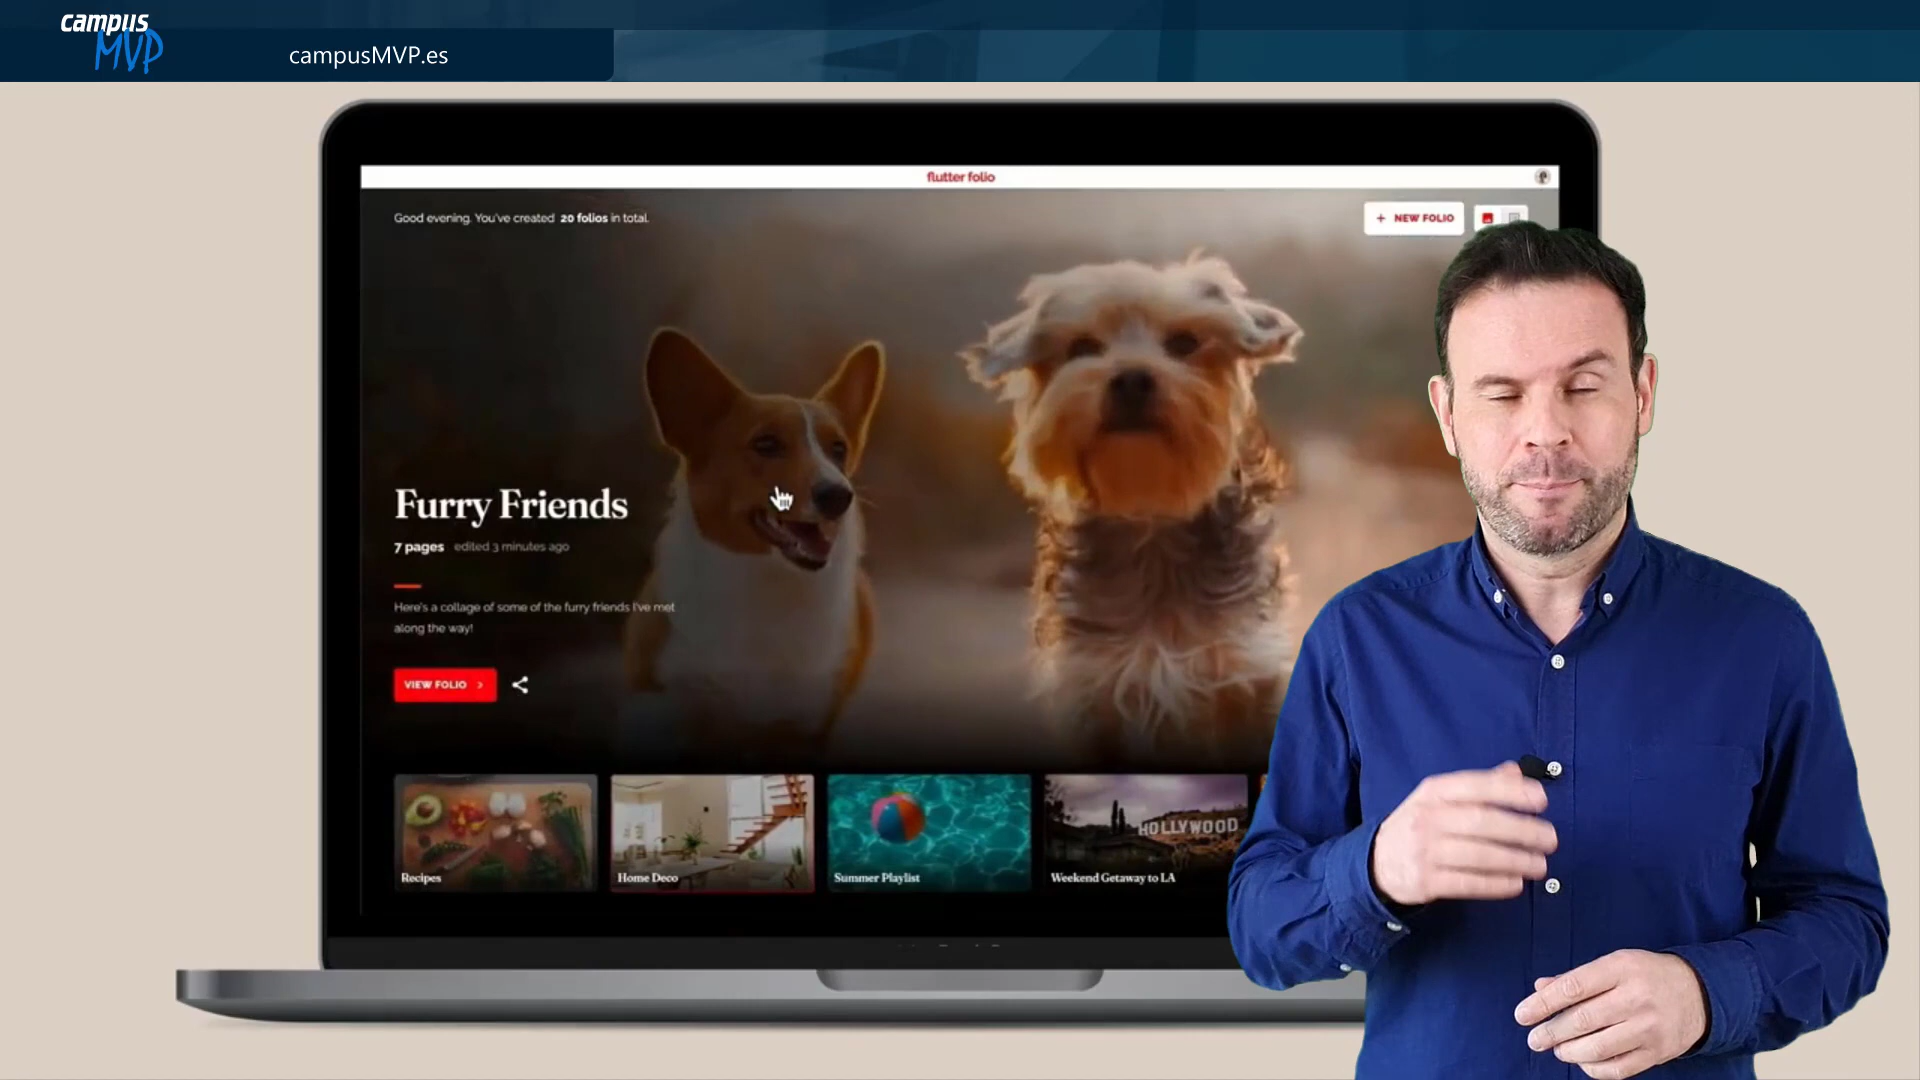 campus
MVP
campusMVP.es
flutter folio
Good evening. You've created 20 folios in total.
+ NEW FOLIO
Furry Friends
7 pages edited 3 minutes ago
Here's a collage of some of the furry friends I've met
along the way!
VIEW FOLIO >
HOLLYWOOD
Recipes
Home Deco
Summer Playlist
Weekend Getaway to LA